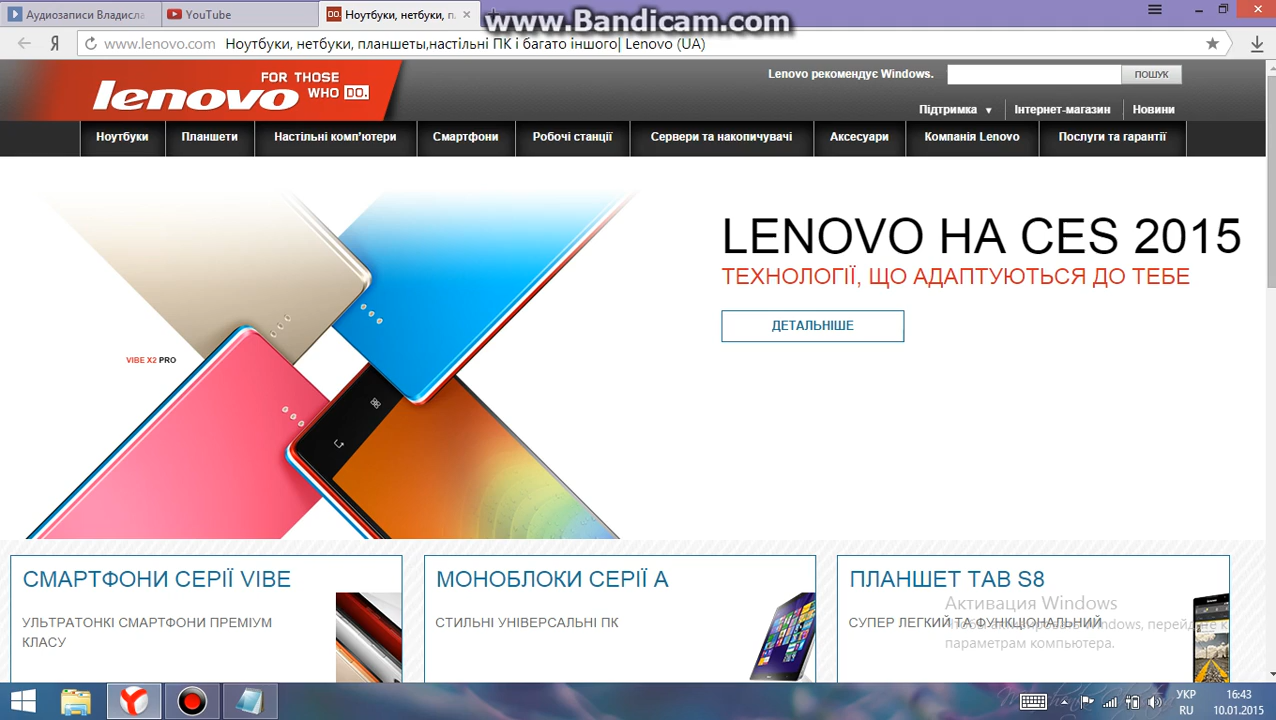 www.Bandicam.com
Аудиозаписи Владисла
YouTube
Ноутбуки, нетбуки, п.
www.lenovo.com Ноутбуки, нетбуки, планшеты,настільні ПК і багато іншого| Lenovo (UA)
FOR THOSE
WHO DO.
lenovo
Lenovo рекомендує Windows.
ПОШУК
Підтримка ▼ Інтернет-магазин Новини
Ноутбуки Планшети Настільні комп'ютери Смартфони Робочі станції Сервери та накопичувачі Аксесуари Компанія Lenovo Послуги та гарантії
LENOVO НА CES 2015
ТЕХНОЛОГІЇ, ЩО АДАПТУЮТЬСЯ ДО ТЕБЕ
ДЕТАЛЬНІШЕ
VIBE X2 PRO
СМАРТФОНИ СЕРІЇ VIBE
УЛЬТРАТОНКІ СМАРТФОНИ ПРЕМІУМ
КЛАСУ
МОНОБЛОКИ СЕРІЇ A
СТИЛЬНІ УНІВЕРСАЛЬНІ ПК
ПЛАНШЕТ TAB S8
СУПЕР ЛЕГКИЙ ТА ФУНКЦІОНАЛЬНИЙ
Активация Windows
Windows, перейдите к
параметрам компьютера.
УКР
RU
16:43
10.01.2015